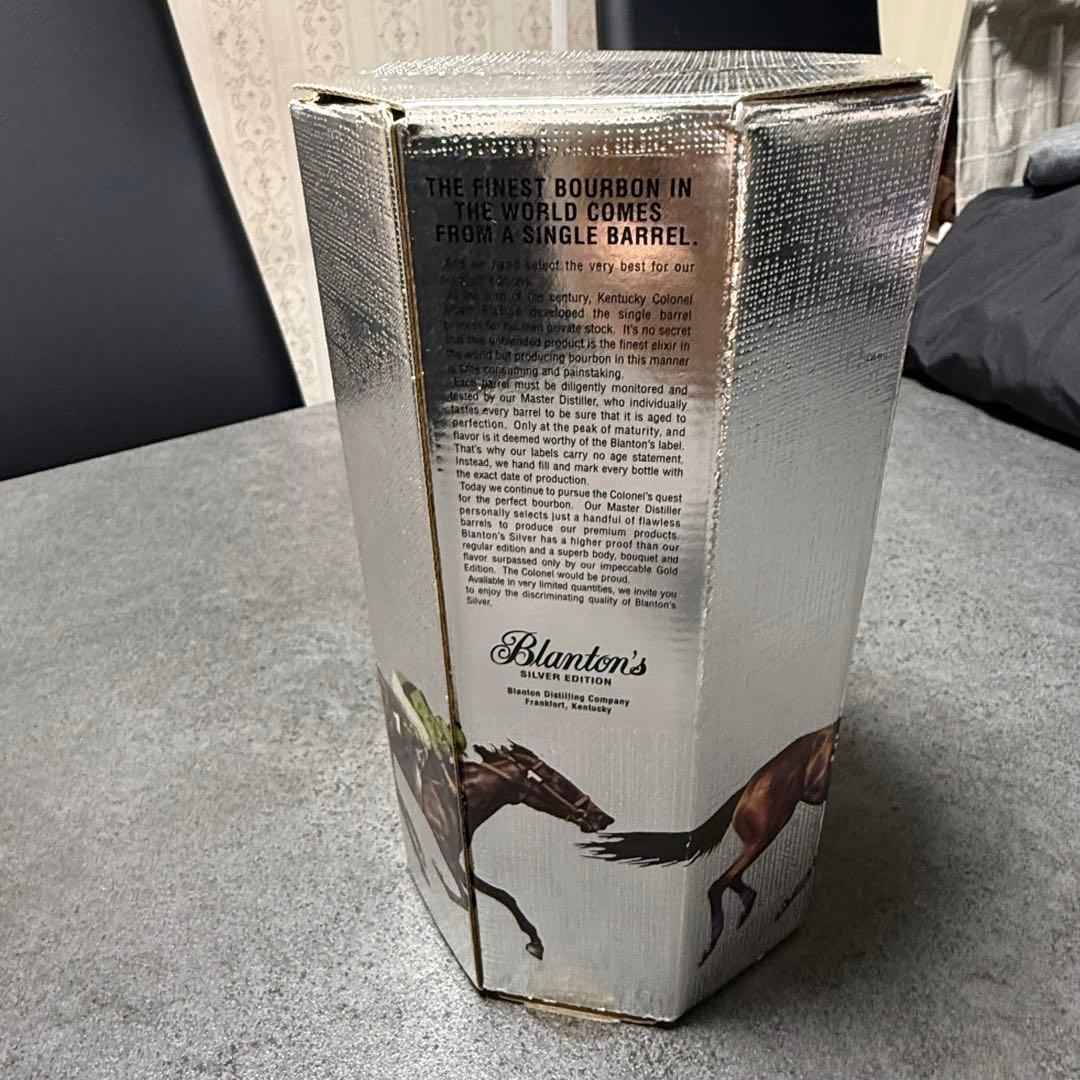 THE FINEST BOURBON IN
THE WORLD COMES
FROM A SINGLE BARREL.
And we hand select the very best for our
premium editions.
At the turn of the century, Kentucky Colonel
Albert Blanton developed the single barrel
process for his own private stock. It's no secret
that this unblended product is the finest elixir in
the world but producing bourbon in this manner
is time consuming and painstaking.
Each barrel must be diligently monitored and
tested by our Master Distiller, who individually
tastes every barrel to be sure that it is aged to
perfection. Only at the peak of maturity, and
flavor is it deemed worthy of the Blanton's label.
That's why our labels carry no age statement.
Instead, we hand fill and mark every bottle with
the exact date of production.
Today we continue to pursue the Colonel's quest
for the perfect bourbon. Our Master Distiller
personally selects just a handful of flawless
barrels to produce our premium products.
Blanton's Silver has a higher proof than our
regular edition and a superb body, bouquet and
flavor surpassed only by our impeccable Gold
Edition. The Colonel would be proud.
Available in very limited quantities, we invite you
to enjoy the discriminating quality of Blanton's
Silver.
Blanton's
SILVER EDITION
Blanton Distilling Company
Frankfort, Kentucky